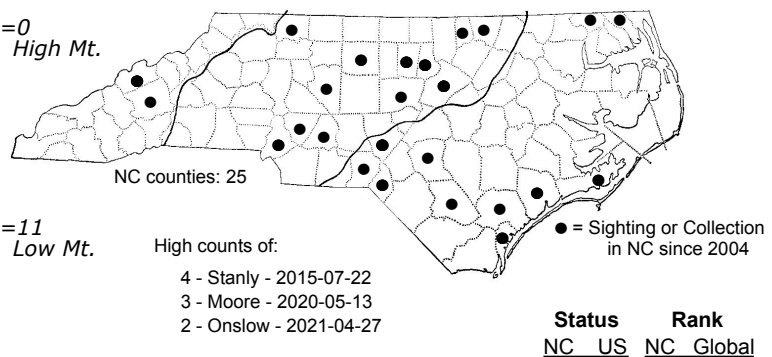 =0
High Mt.
NC counties: 25
=11
Low Mt.
High counts of:
4 - Stanly - 2015-07-22
3 - Moore - 2020-05-13
2 - Onslow - 2021-04-27
● = Sighting or Collection
in NC since 2004
Status Rank
NC US NC Global